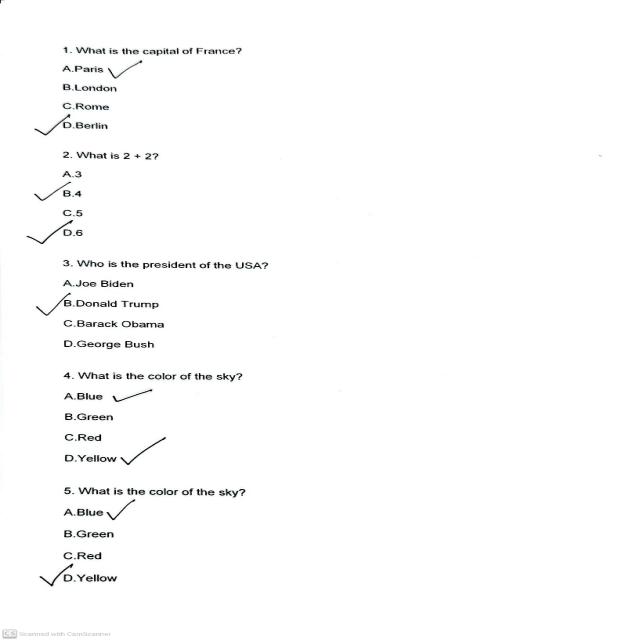 1. What is the capital of France?
A.Paris
B.London
C.Rome
D.Berlin
2. What is 2 + 2?
A.3
B.4
C.5
D.6
3. Who is the president of the USA?
A.Joe Biden
B.Donald Trump
C.Barack Obama
D.George Bush
4. What is the color of the sky?
A.Blue
B.Green
C.Red
D.Yellow
5. What is the color of the sky?
A.Blue
B.Green
C.Red
D.Yellow
CS Scanned with CamScanner